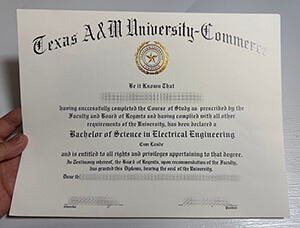 Texas A&M University-Commerce
Be it Known That
having successfully completed the Course of Study as prescribed by the
Faculty and Board of Regents and having complied with all other
requirements of the University, has been declared a
Bachelor of Science in Electrical Engineering
Cum Laude
and is entitled to all rights and privileges appertaining to that degree.
In Testimony whereof, the Board of Regents, upon recommendation of the Faculty,
has granted this Diploma, bearing the seal of the University.
Done